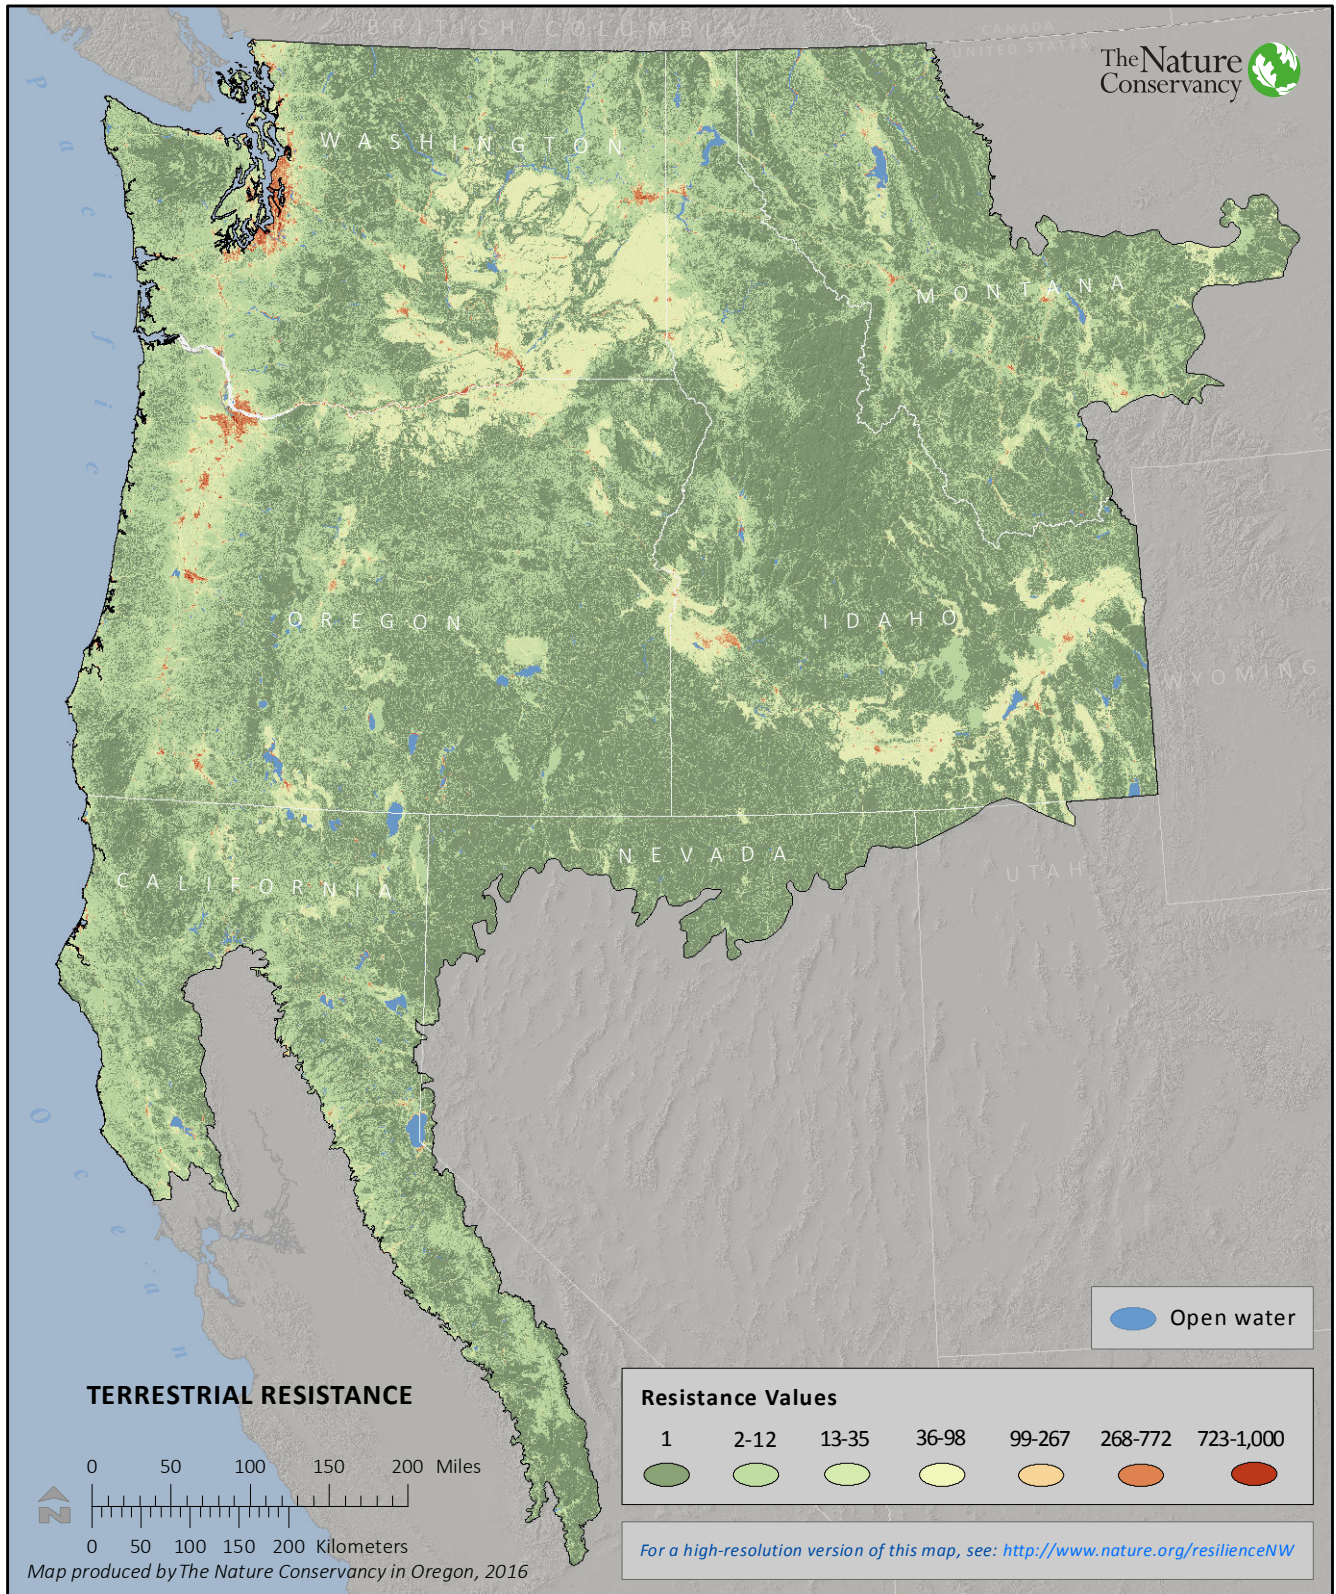 BRITISH COLUMBIA
CANADA
UNITED STATES
The Nature
Conservancy
Pacific Ocean
WASHINGTON
MONTANA
OREGON
IDAHO
WYOMING
NEVADA
UTAH
CALIFORNIA
Open water
TERRESTRIAL RESISTANCE
Resistance Values
1 2-12 13-35 36-98 99-267 268-772 723-1,000
0 50 100 150 200 Miles
N
0 50 100 150 200 Kilometers
For a high-resolution version of this map, see: http://www.nature.org/resilienceNW
Map produced by The Nature Conservancy in Oregon, 2016